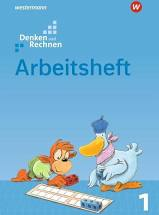 westermann
Denken und
Rechnen
Arbeitsheft
1